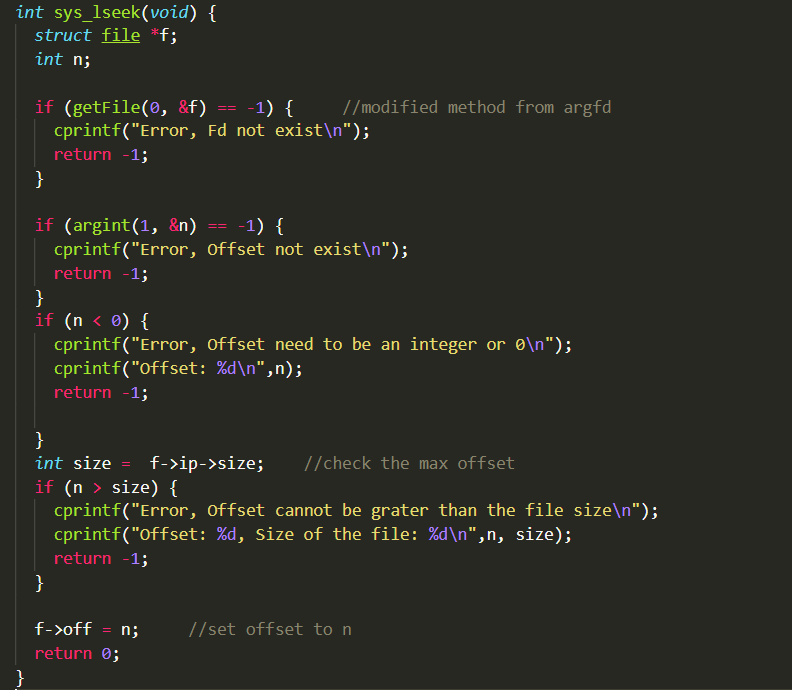 int sys_lseek(void) {
  struct file *f;
  int n;

  if (getFile(0, &f) == -1) {     //modified method from argfd
    cprintf("Error, Fd not exist\n");
    return -1;
  }

  if (argint(1, &n) == -1) {
    cprintf("Error, Offset not exist\n");
    return -1;
  }
  if (n < 0) {
    cprintf("Error, Offset need to be an integer or 0\n");
    cprintf("Offset: %d\n",n);
    return -1;

  }
  int size =  f->ip->size;    //check the max offset
  if (n > size) {
    cprintf("Error, Offset cannot be grater than the file size\n");
    cprintf("Offset: %d, Size of the file: %d\n",n, size);
    return -1;
  }

  f->off = n;     //set offset to n
  return 0;
}